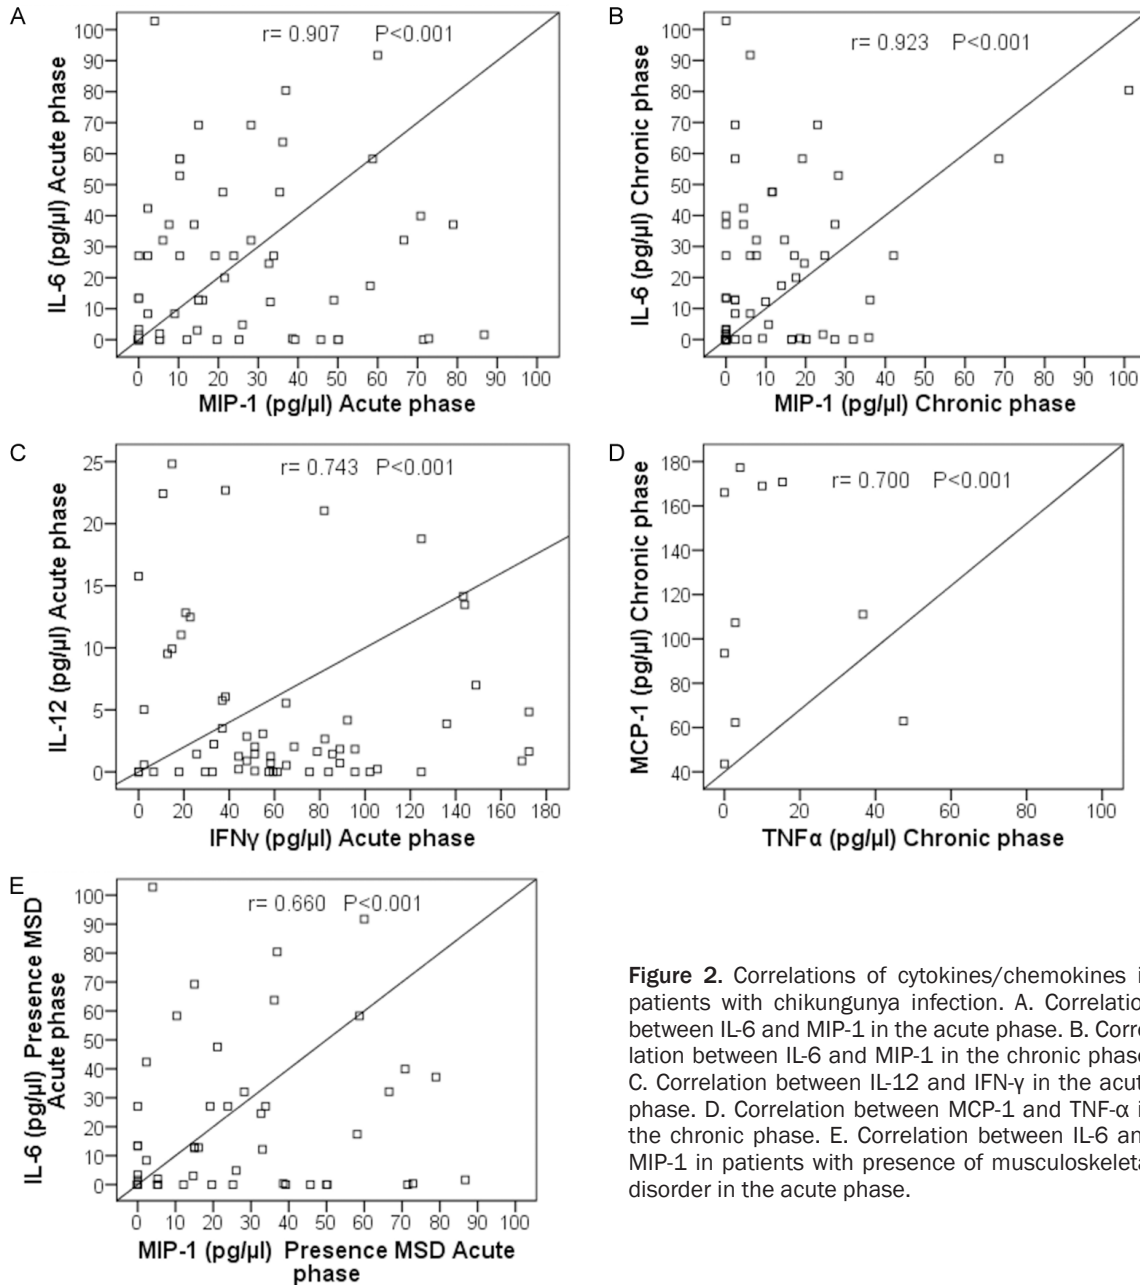 A
r= 0.907 P<0.001
IL-6 (pg/µl) Acute phase
100
90
80
70
60
50
40
30
20
10
0
0 10 20 30 40 50 60 70 80 90 100
MIP-1 (pg/µl) Acute phase
B
r= 0.923 P<0.001
IL-6 (pg/µl) Chronic phase
100
90
80
70
60
50
40
30
20
10
0
0 10 20 30 40 50 60 70 80 90 100
MIP-1 (pg/µl) Chronic phase
C
r= 0.743 P<0.001
IL-12 (pg/µl) Acute phase
25
20
15
10
5
0
0 20 40 60 80 100 120 140 160 180
IFNγ (pg/µl) Acute phase
D
r= 0.700 P<0.001
MCP-1 (pg/µl) Chronic phase
180
160
140
120
100
80
60
40
0 20 40 60 80 100
TNFα (pg/µl) Chronic phase
E
r= 0.660 P<0.001
IL-6 (pg/µl) Presence MSD
Acute phase
100
90
80
70
60
50
40
30
20
10
0
0 10 20 30 40 50 60 70 80 90 100
MIP-1 (pg/µl) Presence MSD Acute
phase
Figure 2. Correlations of cytokines/chemokines i
patients with chikungunya infection. A. Correlatio
between IL-6 and MIP-1 in the acute phase. B. Corre
lation between IL-6 and MIP-1 in the chronic phase
C. Correlation between IL-12 and IFN-γ in the acut
phase. D. Correlation between MCP-1 and TNF-α i
the chronic phase. E. Correlation between IL-6 an
MIP-1 in patients with presence of musculoskeleta
disorder in the acute phase.